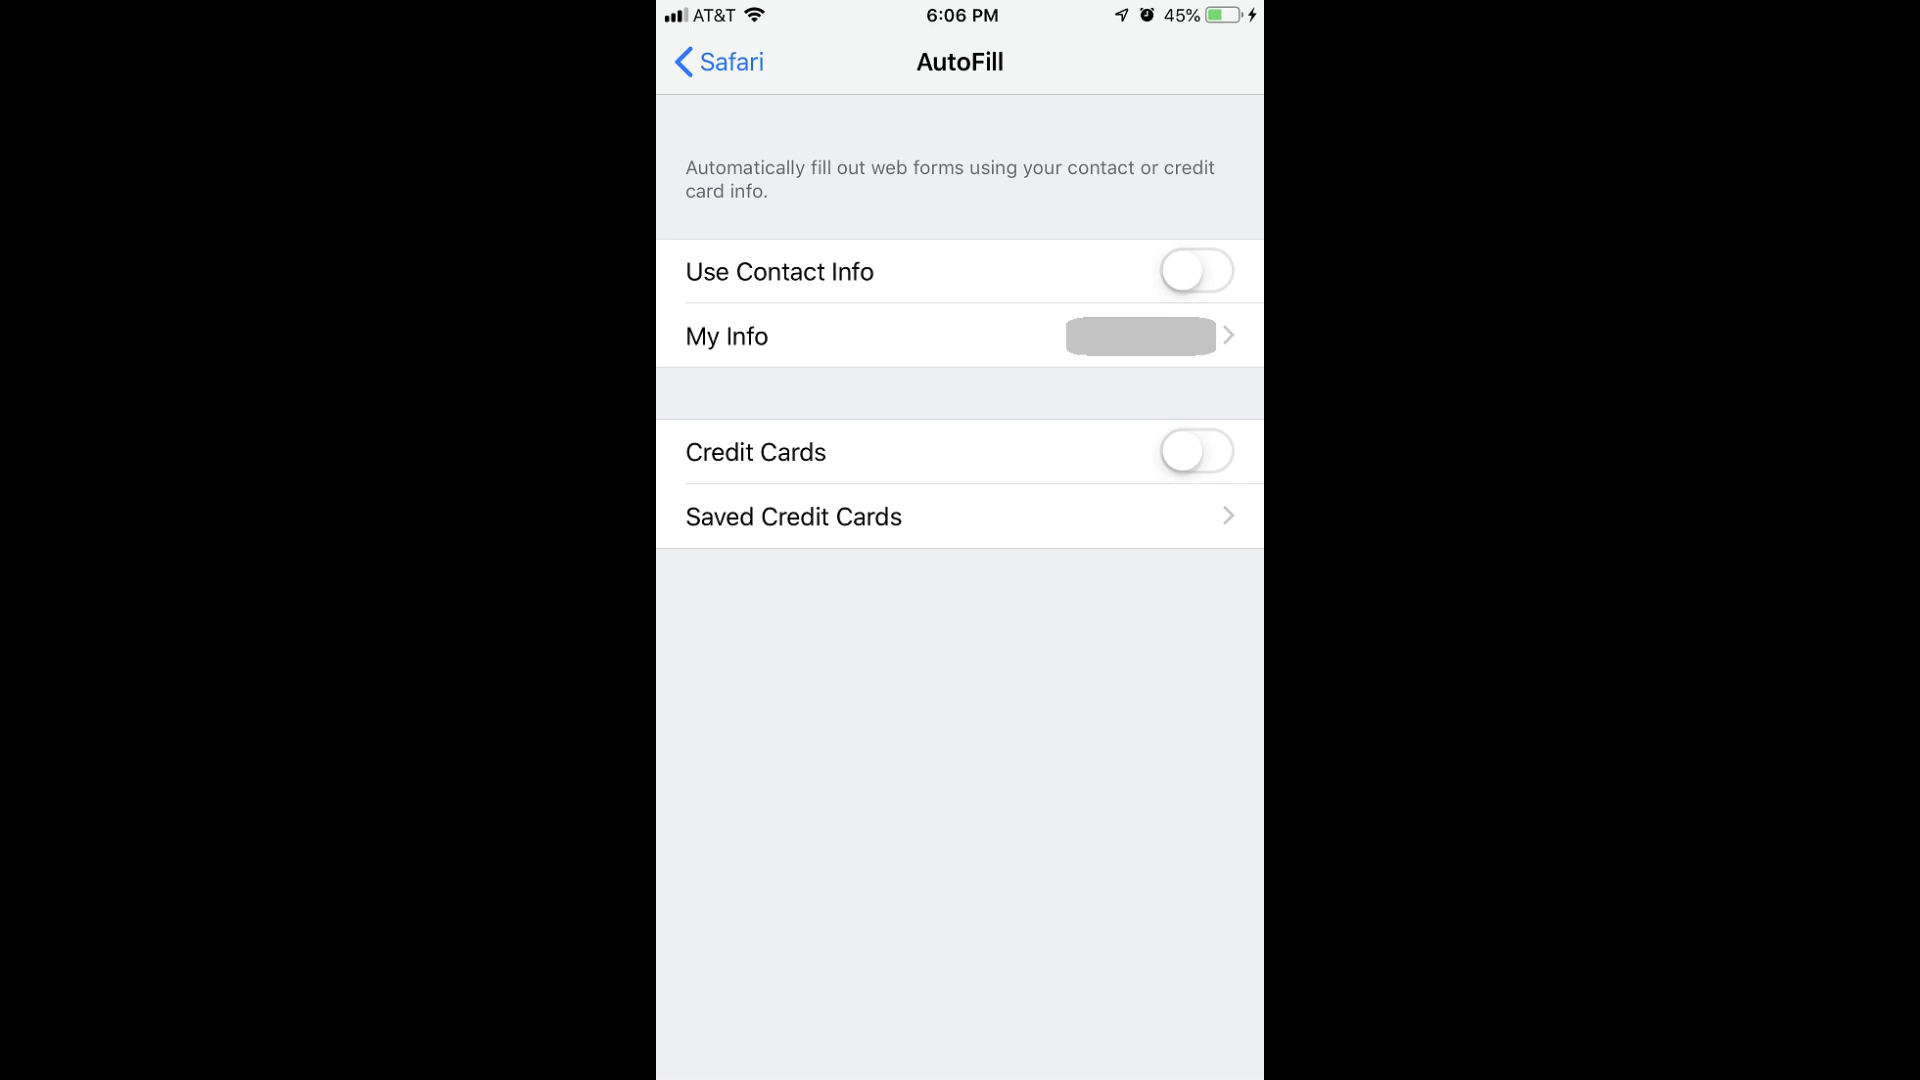 AT&T 6:06 PM 45%
Safari AutoFill
Automatically fill out web forms using your contact or credit
card info.
Use Contact Info
My Info
Credit Cards
Saved Credit Cards